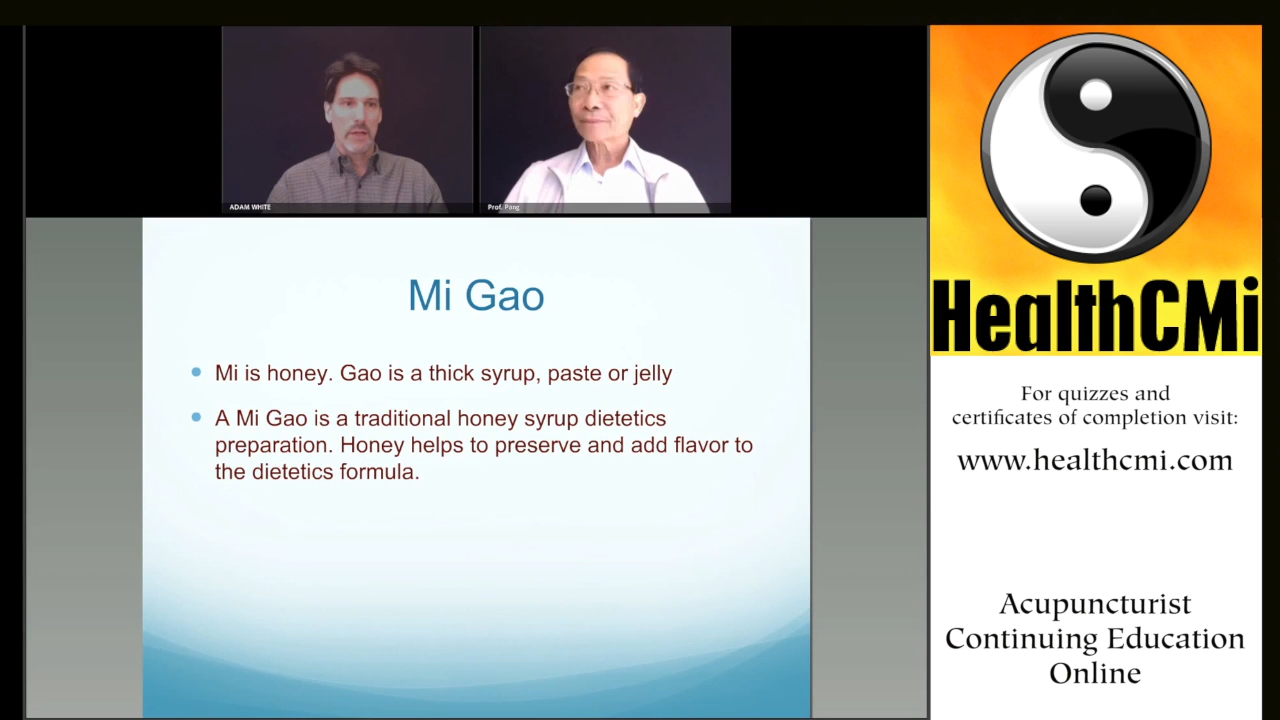 ADAM WHITE
Prof. Pang
Mi Gao
Mi is honey. Gao is a thick syrup, paste or jelly
A Mi Gao is a traditional honey syrup dietetics
preparation. Honey helps to preserve and add flavor to
the dietetics formula.
HealthCMi
For quizzes and
certificates of completion visit:
www.healthcmi.com
Acupuncturist
Continuing Education
Online